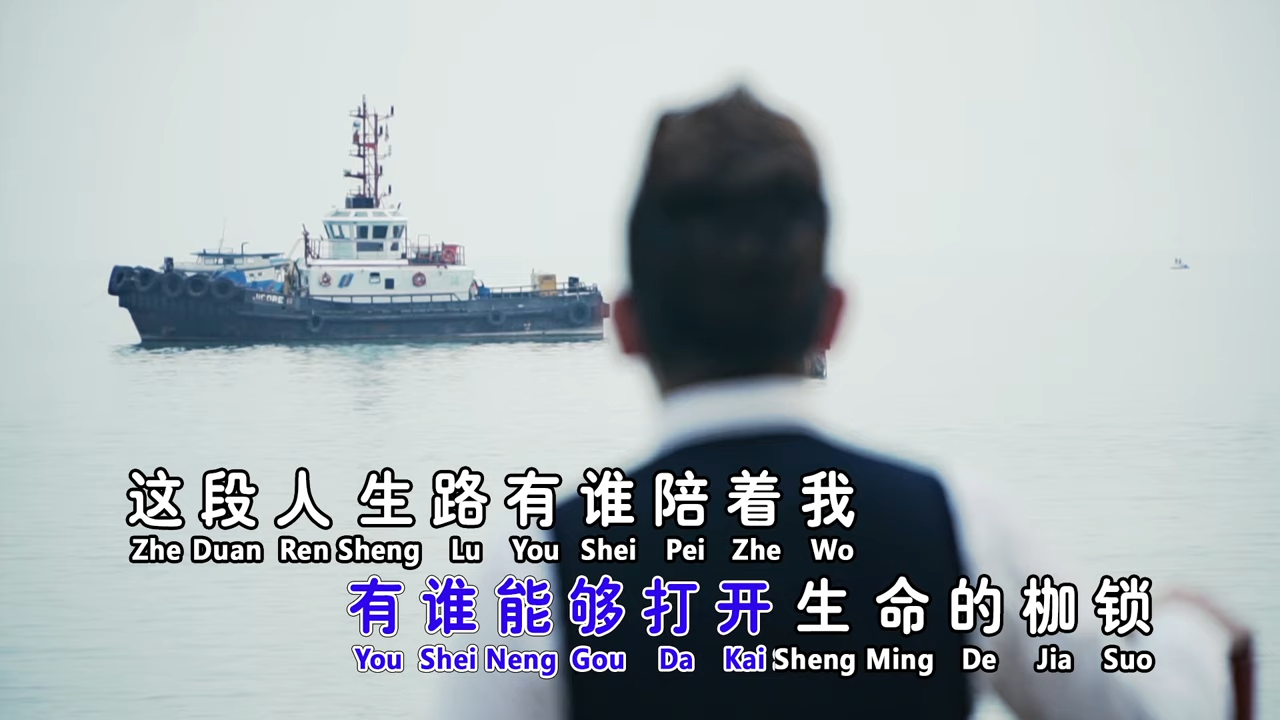 这段人生路有谁陪着我
Zhe Duan Ren Sheng Lu You Shei Pei Zhe Wo
有谁能够打开生命的枷锁
You Shei Neng Gou Da Kai Sheng Ming De Jia Suo